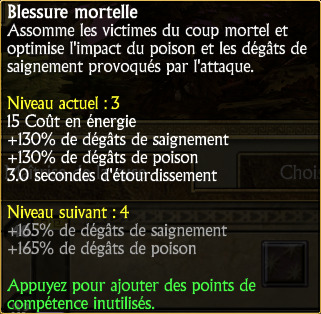 Blessure mortelle
Assomme les victimes du coup mortel et
optimise l'impact du poison et les dégâts de
saignement provoqués par l'attaque.
Niveau actuel : 3
15 Coût en énergie
+130% de dégâts de saignement
+130% de dégâts de poison
3.0 secondes d'étourdissement
Choi
Niveau suivant : 4
+165% de dégâts de saignement
+165% de dégâts de poison
Appuyez pour ajouter des points de
compétence inutilisés.